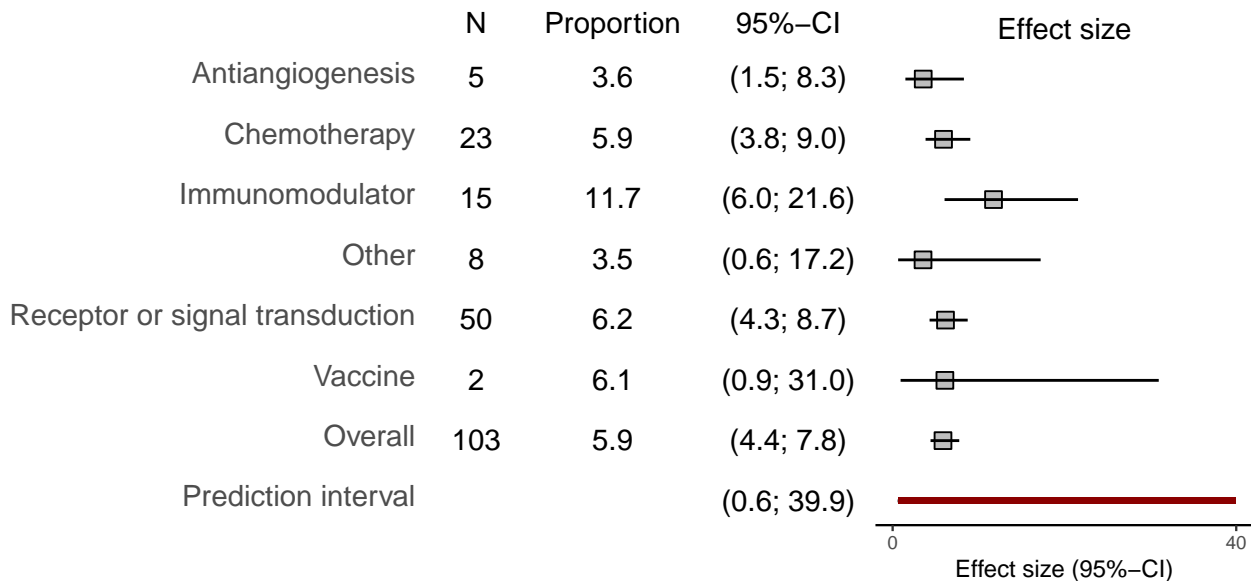 N Proportion 95%−CI Effect size
Antiangiogenesis 5 3.6 (1.5; 8.3)
Chemotherapy 23 5.9 (3.8; 9.0)
Immunomodulator 15 11.7 (6.0; 21.6)
Other 8 3.5 (0.6; 17.2)
Receptor or signal transduction 50 6.2 (4.3; 8.7)
Vaccine 2 6.1 (0.9; 31.0)
Overall 103 5.9 (4.4; 7.8)
Prediction interval (0.6; 39.9)
0 40
Effect size (95%−CI)